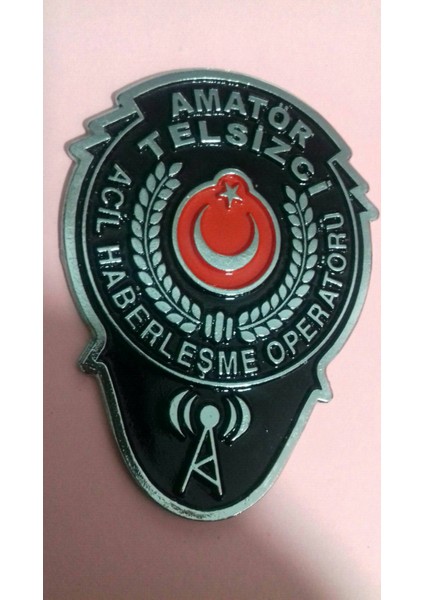 AMATÖR
TELSİZCİ
ACİL HABERLEŞME OPERATÖRÜ